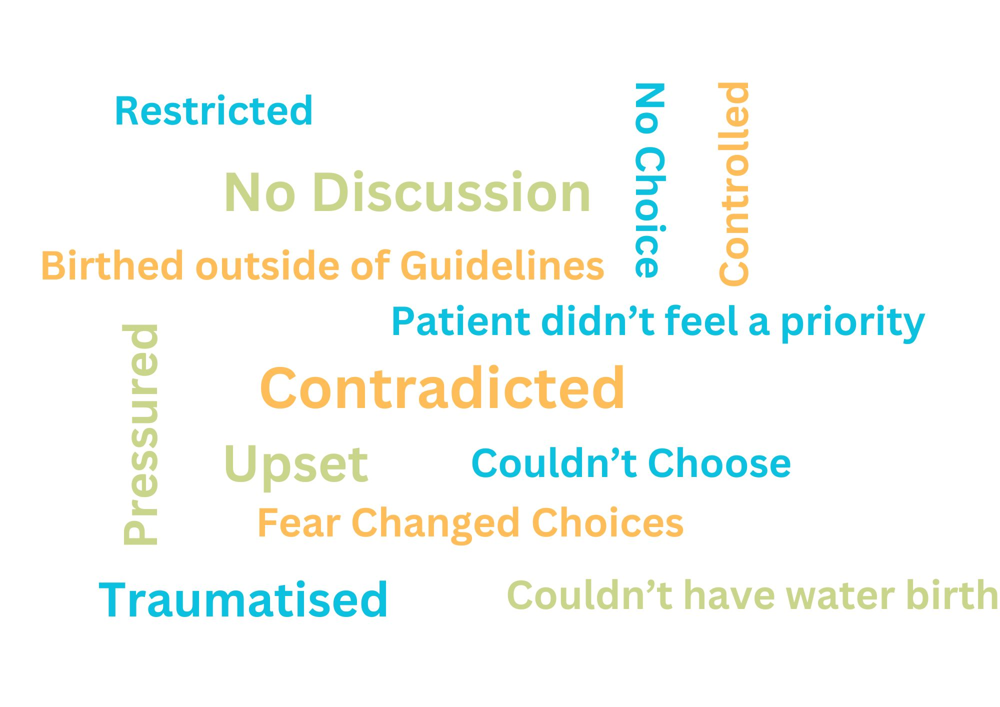 Restricted
No Choice
Controlled
No Discussion
Birthed outside of Guidelines
Patient didn’t feel a priority
Pressured
Contradicted
Upset
Couldn’t Choose
Fear Changed Choices
Traumatised
Couldn’t have water birth